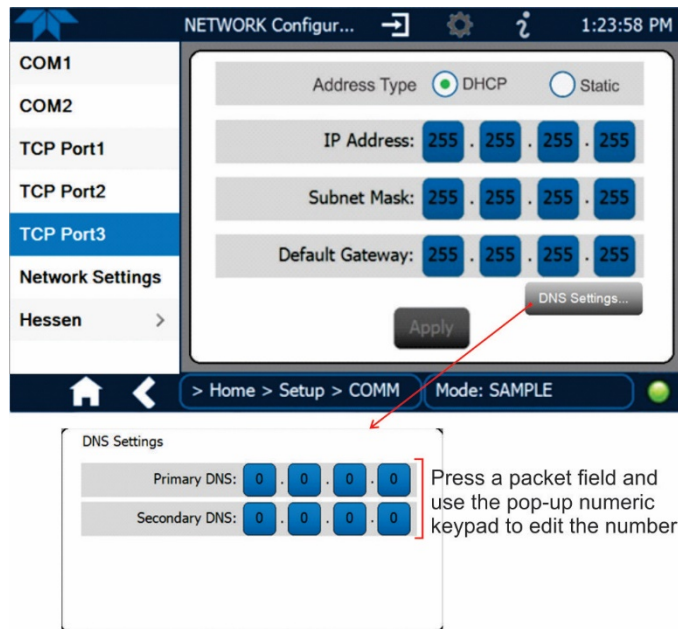 NETWORK Configur... 1:23:58 PM
COM1
COM2
TCP Port1
TCP Port2
TCP Port3
Network Settings
Hessen >
Address Type DHCP Static
IP Address: 255 . 255 . 255 . 255
Subnet Mask: 255 . 255 . 255 . 255
Default Gateway: 255 . 255 . 255 . 255
DNS Settings...
Apply
> Home > Setup > COMM Mode: SAMPLE
DNS Settings
Primary DNS: 0 . 0 . 0 . 0
Secondary DNS: 0 . 0 . 0 . 0
Press a packet field and
use the pop-up numeric
keypad to edit the number